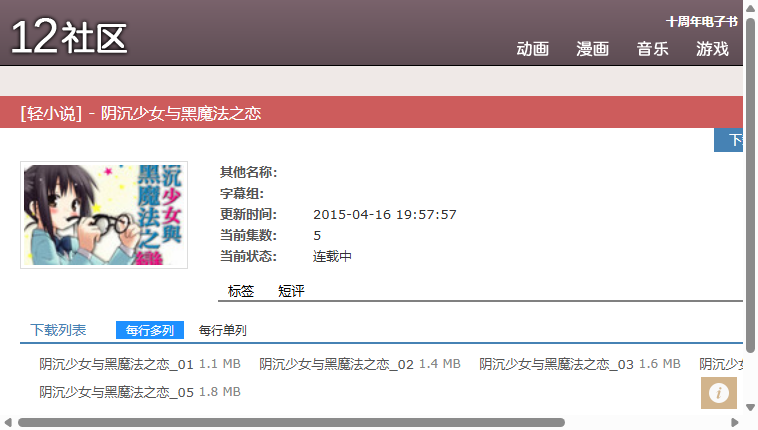 12社区
十周年电子书
动画 漫画 音乐 游戏
[轻小说] - 阴沉少女与黑魔法之恋
其他名称:
字幕组:
更新时间: 2015-04-16 19:57:57
当前集数: 5
当前状态: 连载中
沉少女與
黑魔法之戀
标签 短评
下载列表 每行多列 每行单列
阴沉少女与黑魔法之恋_01 1.1 MB 阴沉少女与黑魔法之恋_02 1.4 MB 阴沉少女与黑魔法之恋_03 1.6 MB 阴沉少
阴沉少女与黑魔法之恋_05 1.8 MB